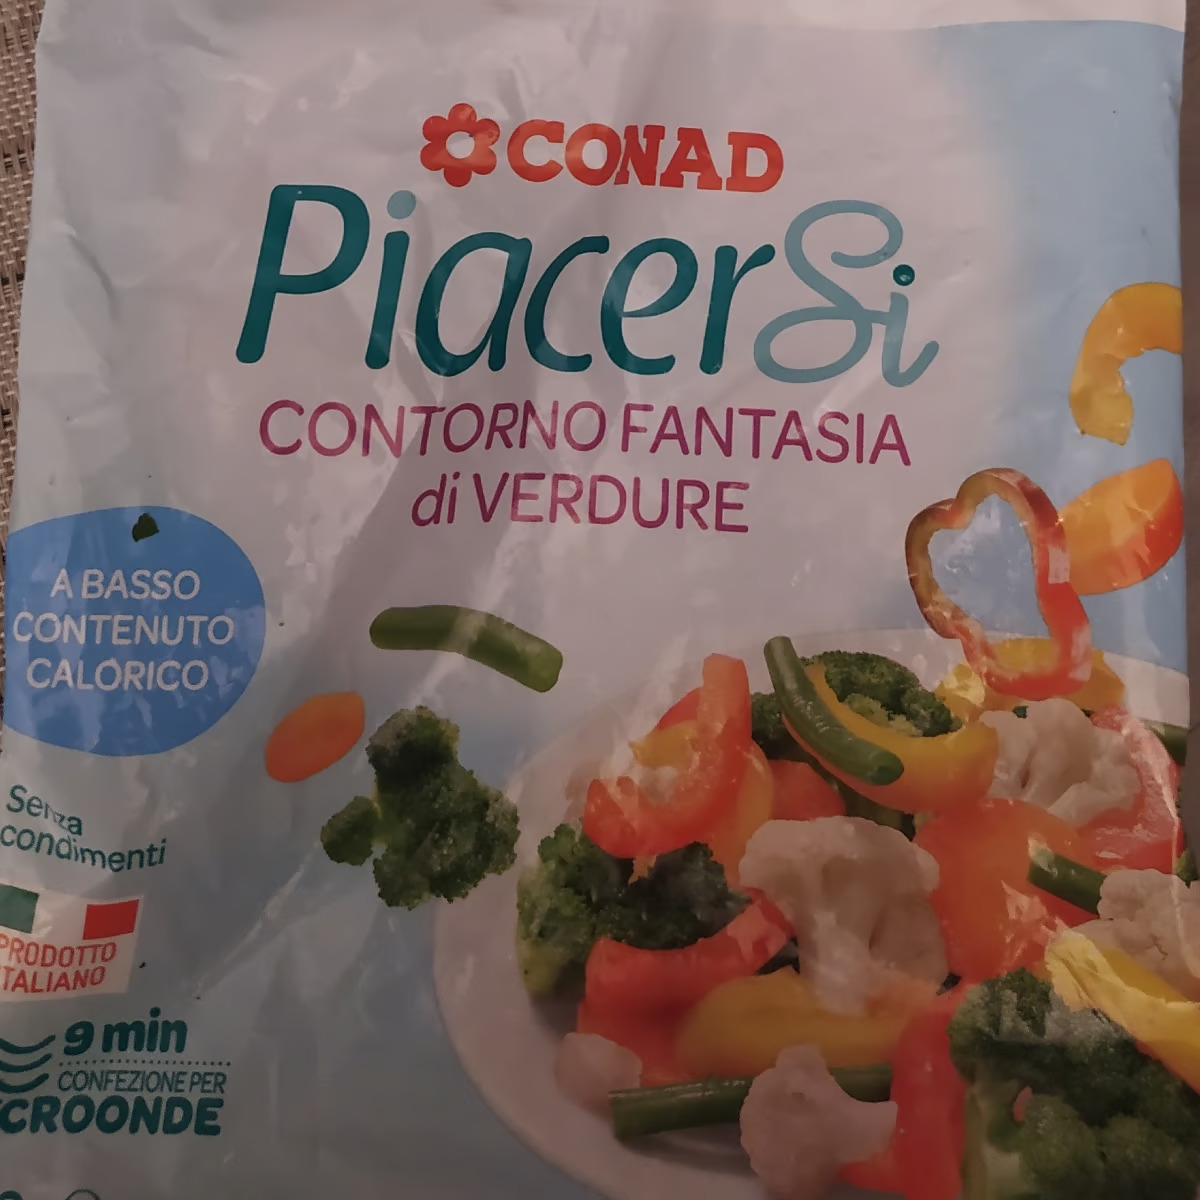 CONAD
PiacerSi
CONTORNO FANTASIA
di VERDURE
A BASSO
CONTENUTO
CALORICO
Senza
condimenti
PRODOTTO
ITALIANO
9 min
CONFEZIONE PER
CROONDE